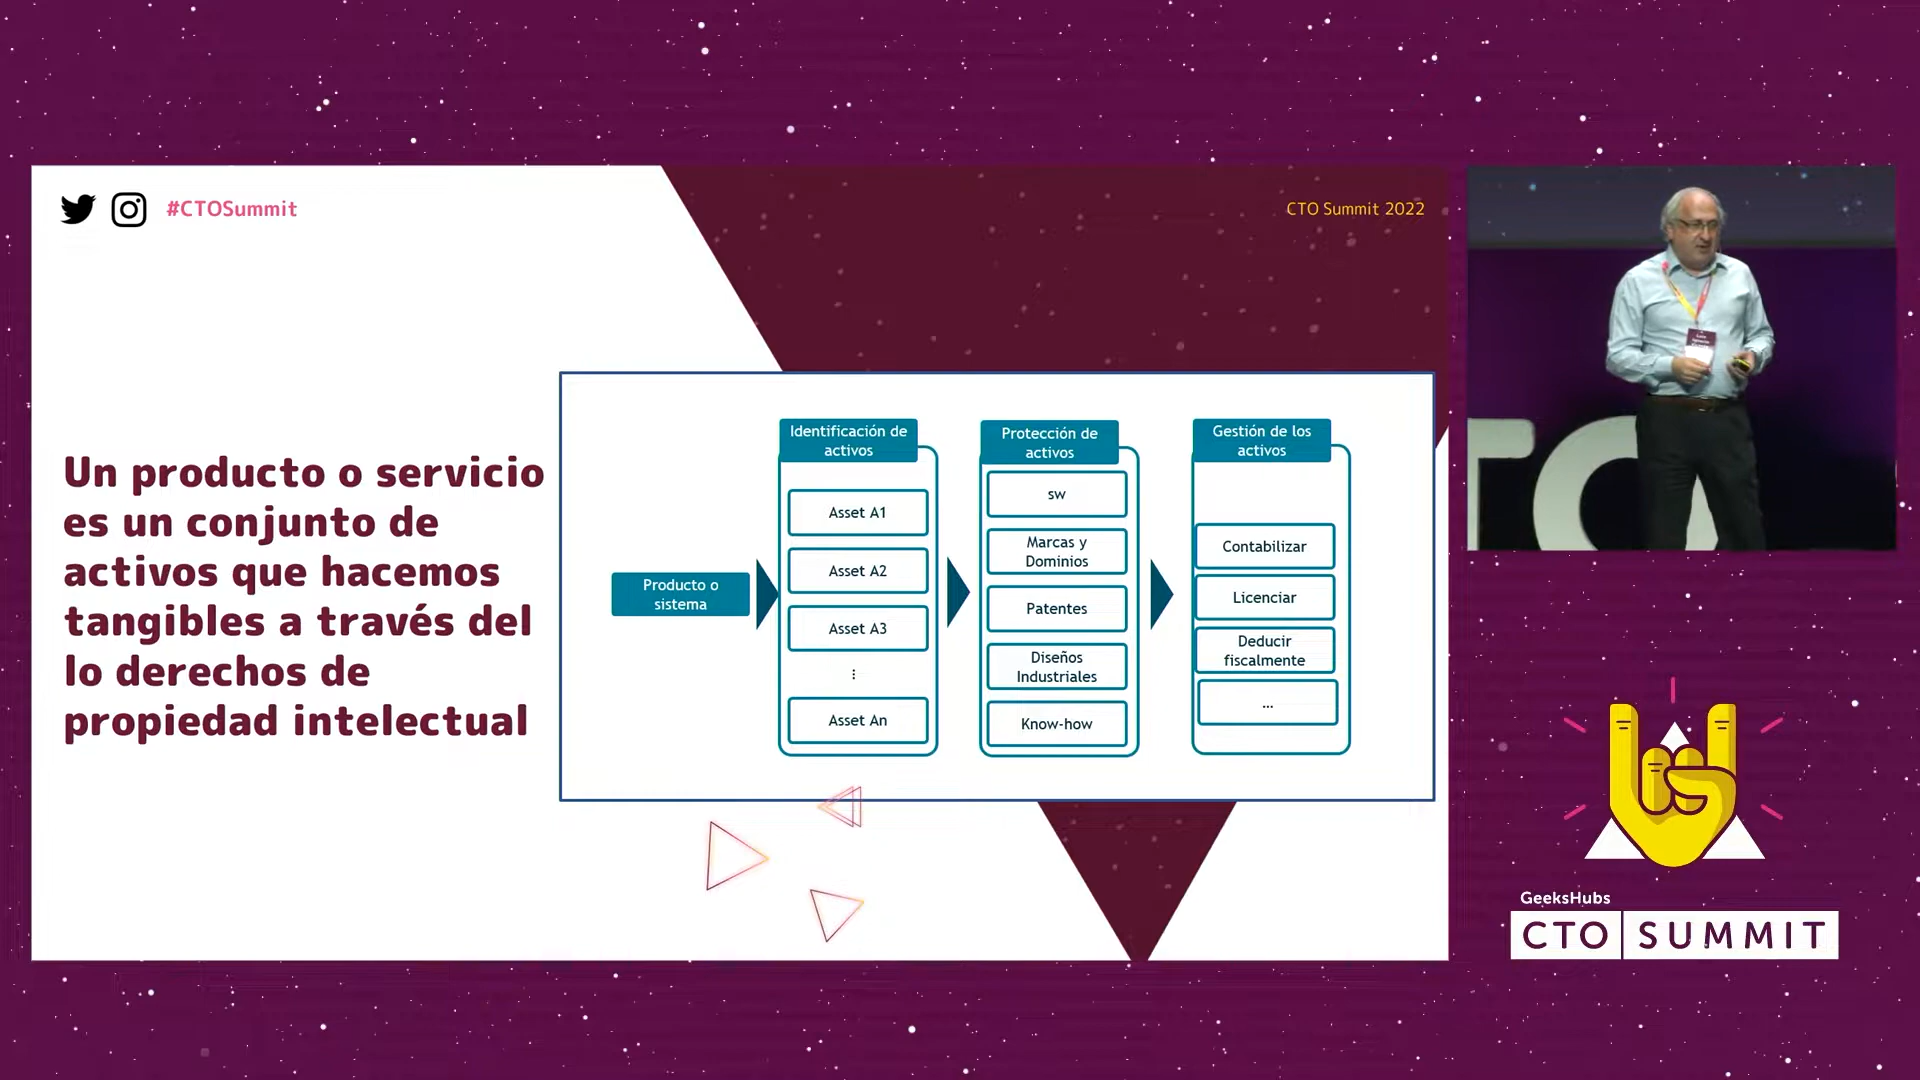 #CTOSummit
CTO Summit 2022
Un producto o servicio
es un conjunto de
activos que hacemos
tangibles a través del
lo derechos de
propiedad intelectual
Producto o
sistema
Identificación de
activos
Asset A1
Asset A2
Asset A3
⋮
Asset An
Protección de
activos
sw
Marcas y
Dominios
Patentes
Diseños
Industriales
Know-how
Gestión de los
activos
Contabilizar
Licenciar
Deducir
fiscalmente
...
TO
GeeksHubs
CTO SUMMIT